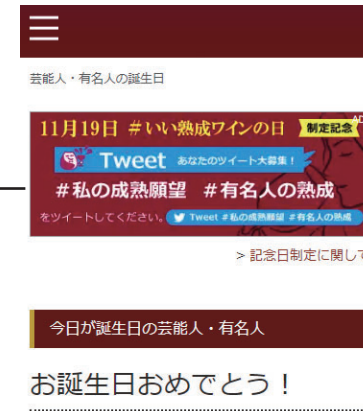 芸能人・有名人の誕生日
11月19日 #いい熟成ワインの日 制定記念
AD
Tweet あなたのツイート大募集！
#私の成熟願望 #有名人の熟成
をツイートしてください。 Tweet #私の成熟願望 #有名人の熟成
> 記念日制定に関して
今日が誕生日の芸能人・有名人
お誕生日おめでとう！